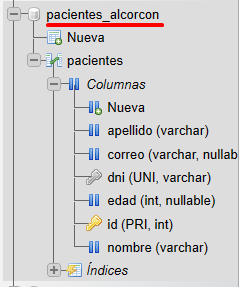 pacientes_alcorcon
Nueva
pacientes
Columnas
Nueva
apellido (varchar)
correo (varchar, nullable
dni (UNI, varchar)
edad (int, nullable)
id (PRI, int)
nombre (varchar)
Índices